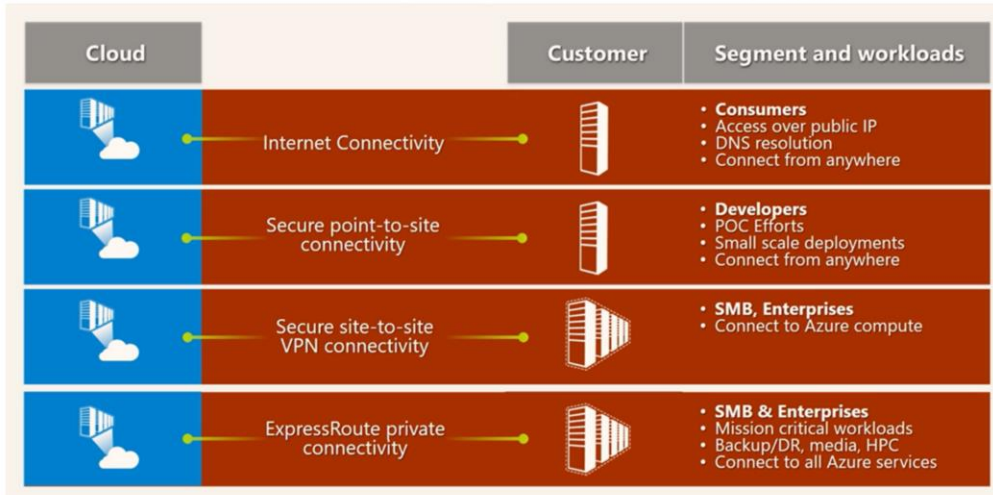 Cloud
Customer
Segment and workloads
Internet Connectivity
• Consumers
• Access over public IP
• DNS resolution
• Connect from anywhere
Secure point-to-site
connectivity
• Developers
• POC Efforts
• Small scale deployments
• Connect from anywhere
Secure site-to-site
VPN connectivity
• SMB, Enterprises
• Connect to Azure compute
ExpressRoute private
connectivity
• SMB & Enterprises
• Mission critical workloads
• Backup/DR, media, HPC
• Connect to all Azure services